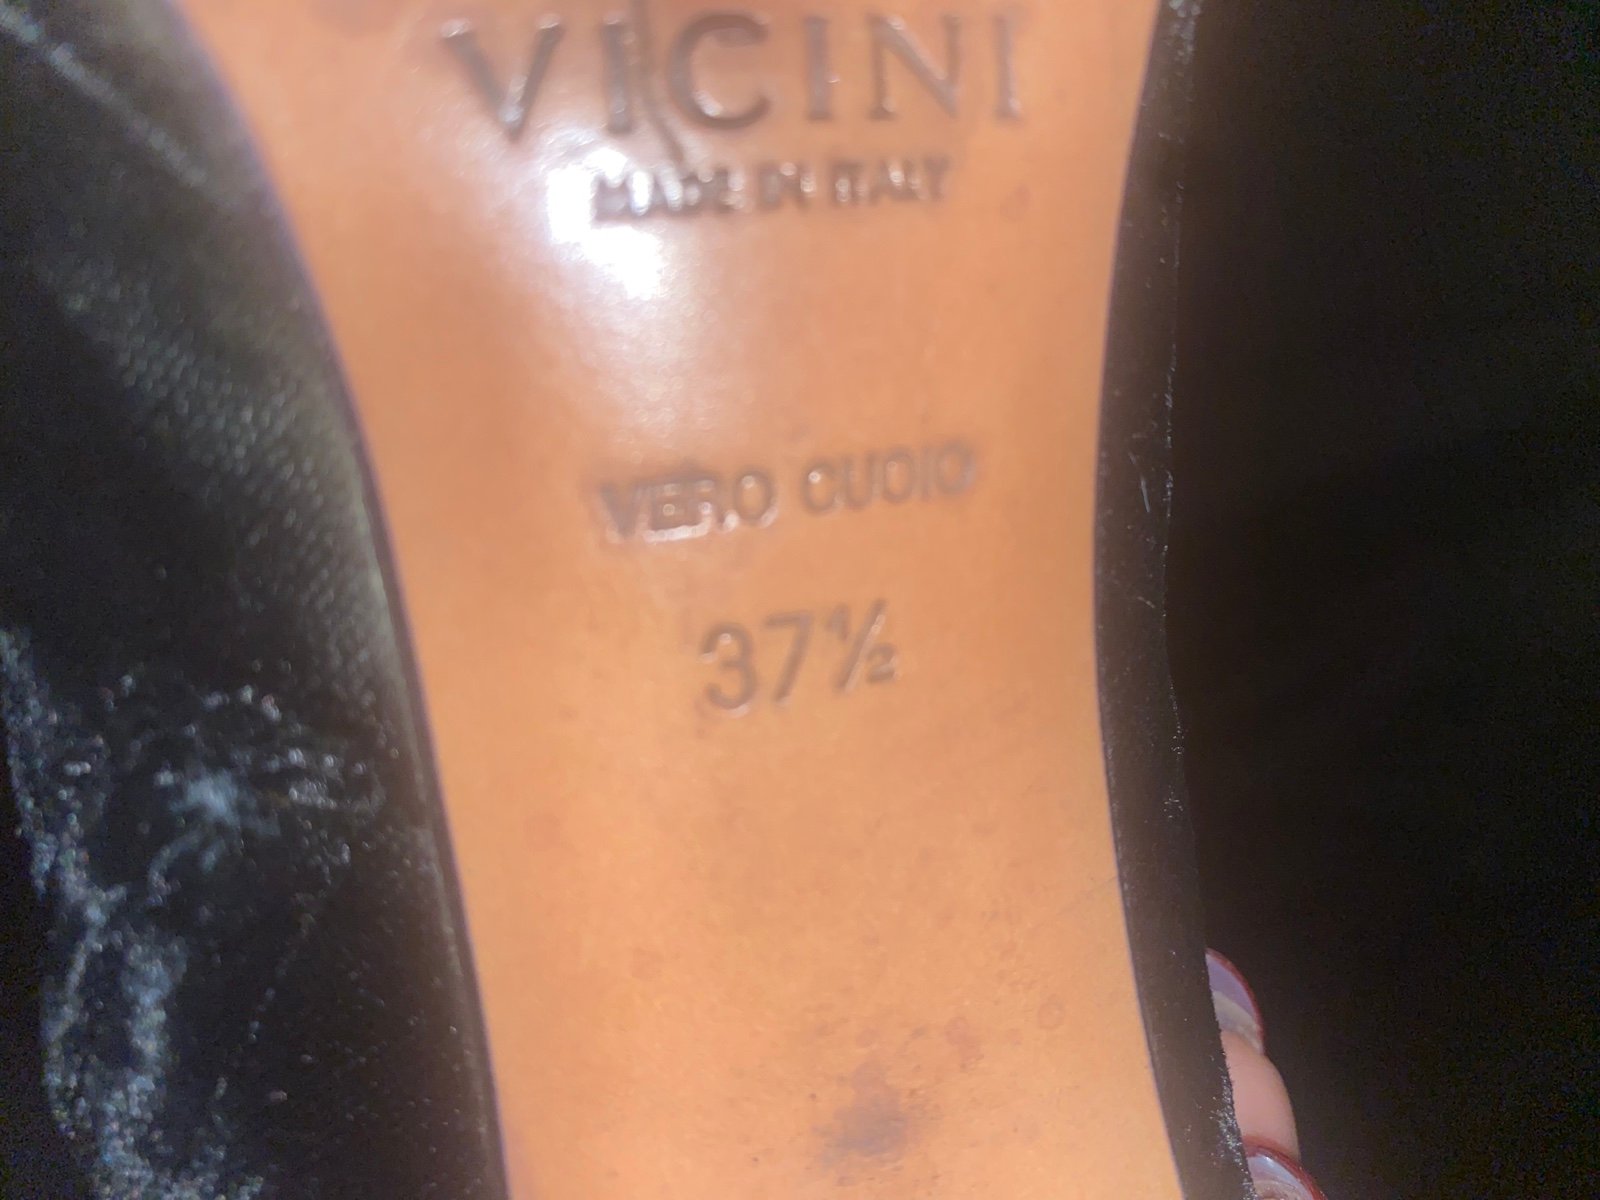 VICINI
MADE IN ITALY
VERO CUOIO
37½